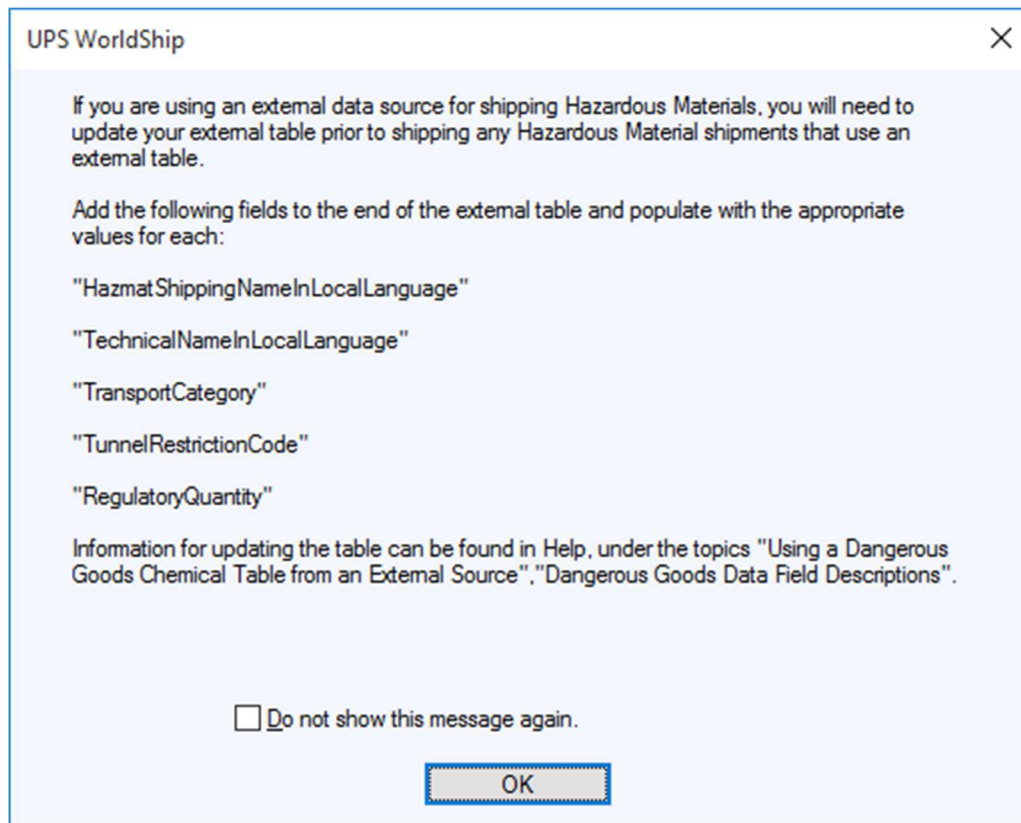 UPS WorldShip
If you are using an external data source for shipping Hazardous Materials, you will need to
update your external table prior to shipping any Hazardous Material shipments that use an
external table.
Add the following fields to the end of the external table and populate with the appropriate
values for each:
"HazmatShippingNameInLocalLanguage"
"TechnicalNameInLocalLanguage"
"TransportCategory"
"TunnelRestrictionCode"
"RegulatoryQuantity"
Information for updating the table can be found in Help, under the topics "Using a Dangerous
Goods Chemical Table from an External Source","Dangerous Goods Data Field Descriptions".
Do not show this message again.
OK